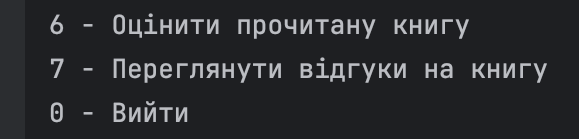 6 - Оцінити прочитану книгу
7 - Переглянути відгуки на книгу
0 - Вийти